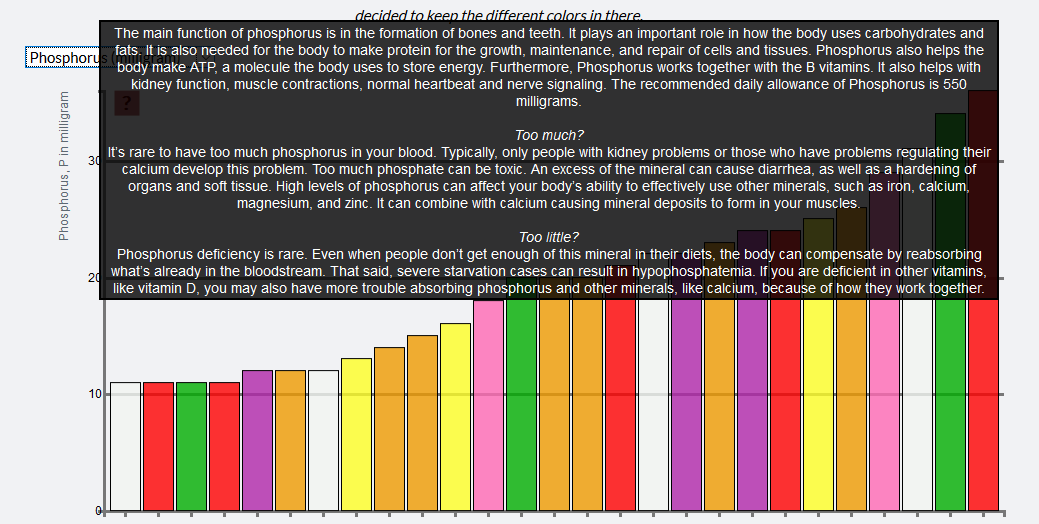 decided to keep the different colors in there.
Phosphorus (milligram)
The main function of phosphorus is in the formation of bones and teeth. It plays an important role in how the body uses carbohydrates and
fats. It is also needed for the body to make protein for the growth, maintenance, and repair of cells and tissues. Phosphorus also helps the
body make ATP, a molecule the body uses to store energy. Furthermore, Phosphorus works together with the B vitamins. It also helps with
kidney function, muscle contractions, normal heartbeat and nerve signaling. The recommended daily allowance of Phosphorus is 550
milligrams.
?
Too much?
It's rare to have too much phosphorus in your blood. Typically, only people with kidney problems or those who have problems regulating their
calcium develop this problem. Too much phosphate can be toxic. An excess of the mineral can cause diarrhea, as well as a hardening of
organs and soft tissue. High levels of phosphorus can affect your body's ability to effectively use other minerals, such as iron, calcium,
magnesium, and zinc. It can combine with calcium causing mineral deposits to form in your muscles.
Too little?
Phosphorus deficiency is rare. Even when people don't get enough of this mineral in their diets, the body can compensate by reabsorbing
what's already in the bloodstream. That said, severe starvation cases can result in hypophosphatemia. If you are deficient in other vitamins,
like vitamin D, you may also have more trouble absorbing phosphorus and other minerals, like calcium, because of how they work together.
Phosphorus, P in milligram
30
20
10
0